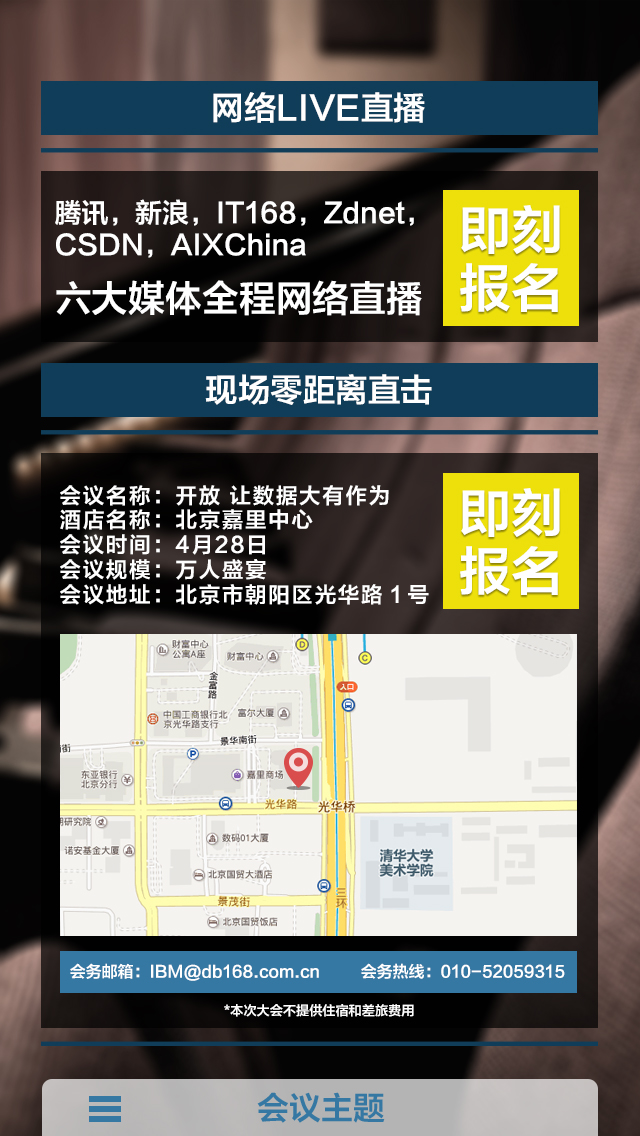 网络LIVE直播
腾讯，新浪，IT168，Zdnet，
CSDN，AIXChina
六大媒体全程网络直播
即刻
报名
现场零距离直击
会议名称：开放 让数据大有作为
酒店名称：北京嘉里中心
会议时间：4月28日
会议规模：万人盛宴
会议地址：北京市朝阳区光华路 1 号
即刻
报名
财富中心
公寓A座
财富中心
D
C
金富路
入口
中国工商银行北
京光华路支行
富尔大厦
景华南街
街
P
东亚银行
北京分行
嘉里商场
光华路
光华桥
研究院
数码01大厦
诺安基金大厦
清华大学
美术学院
北京国贸大酒店
三环
景茂街
北京国贸饭店
会务邮箱：IBM@db168.com.cn
会务热线：010-52059315
*本次大会不提供住宿和差旅费用
会议主题